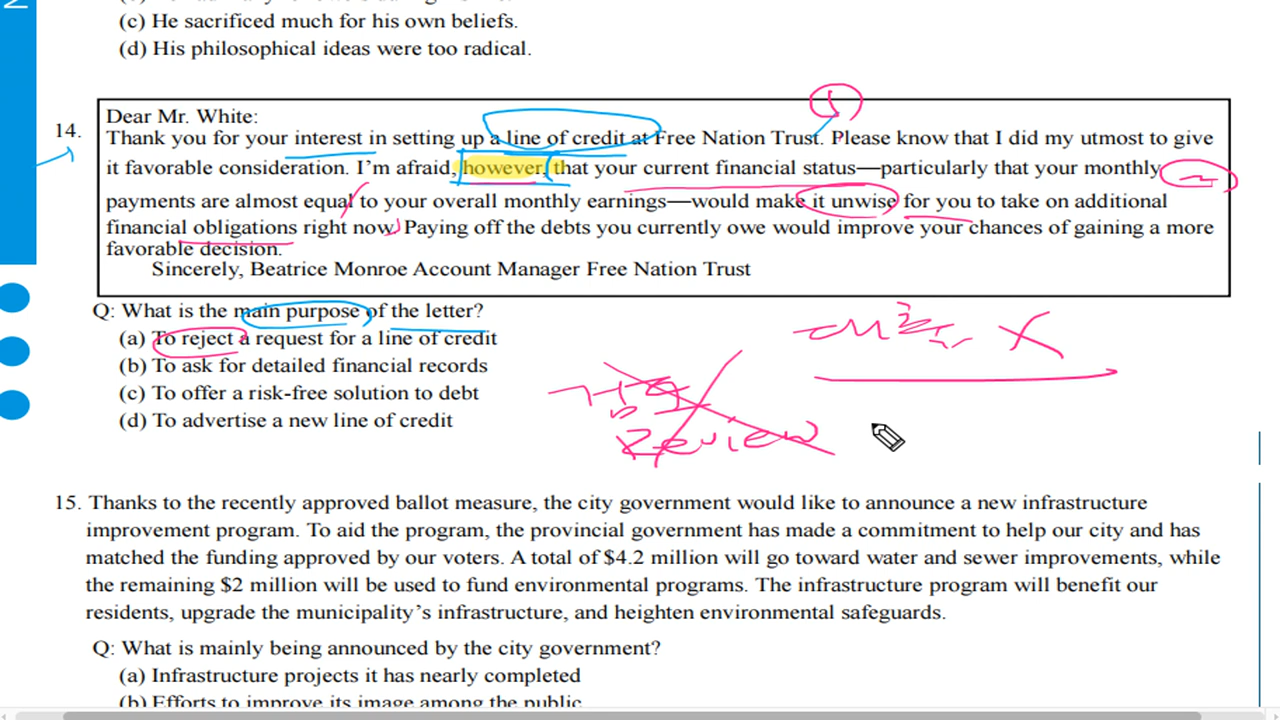 (c) He sacrificed much for his own beliefs.
(d) His philosophical ideas were too radical.
14.
Dear Mr. White:
Thank you for your interest in setting up a line of credit at Free Nation Trust. Please know that I did my utmost to give
it favorable consideration. I'm afraid, however, that your current financial status—particularly that your monthly
payments are almost equal to your overall monthly earnings—would make it unwise for you to take on additional
financial obligations right now. Paying off the debts you currently owe would improve your chances of gaining a more
favorable decision.
Sincerely, Beatrice Monroe Account Manager Free Nation Trust
Q: What is the main purpose of the letter?
(a) To reject a request for a line of credit
(b) To ask for detailed financial records
(c) To offer a risk-free solution to debt
(d) To advertise a new line of credit
Review
15. Thanks to the recently approved ballot measure, the city government would like to announce a new infrastructure
improvement program. To aid the program, the provincial government has made a commitment to help our city and has
matched the funding approved by our voters. A total of $4.2 million will go toward water and sewer improvements, while
the remaining $2 million will be used to fund environmental programs. The infrastructure program will benefit our
residents, upgrade the municipality's infrastructure, and heighten environmental safeguards.
Q: What is mainly being announced by the city government?
(a) Infrastructure projects it has nearly completed
(b) Efforts to improve its image among the public